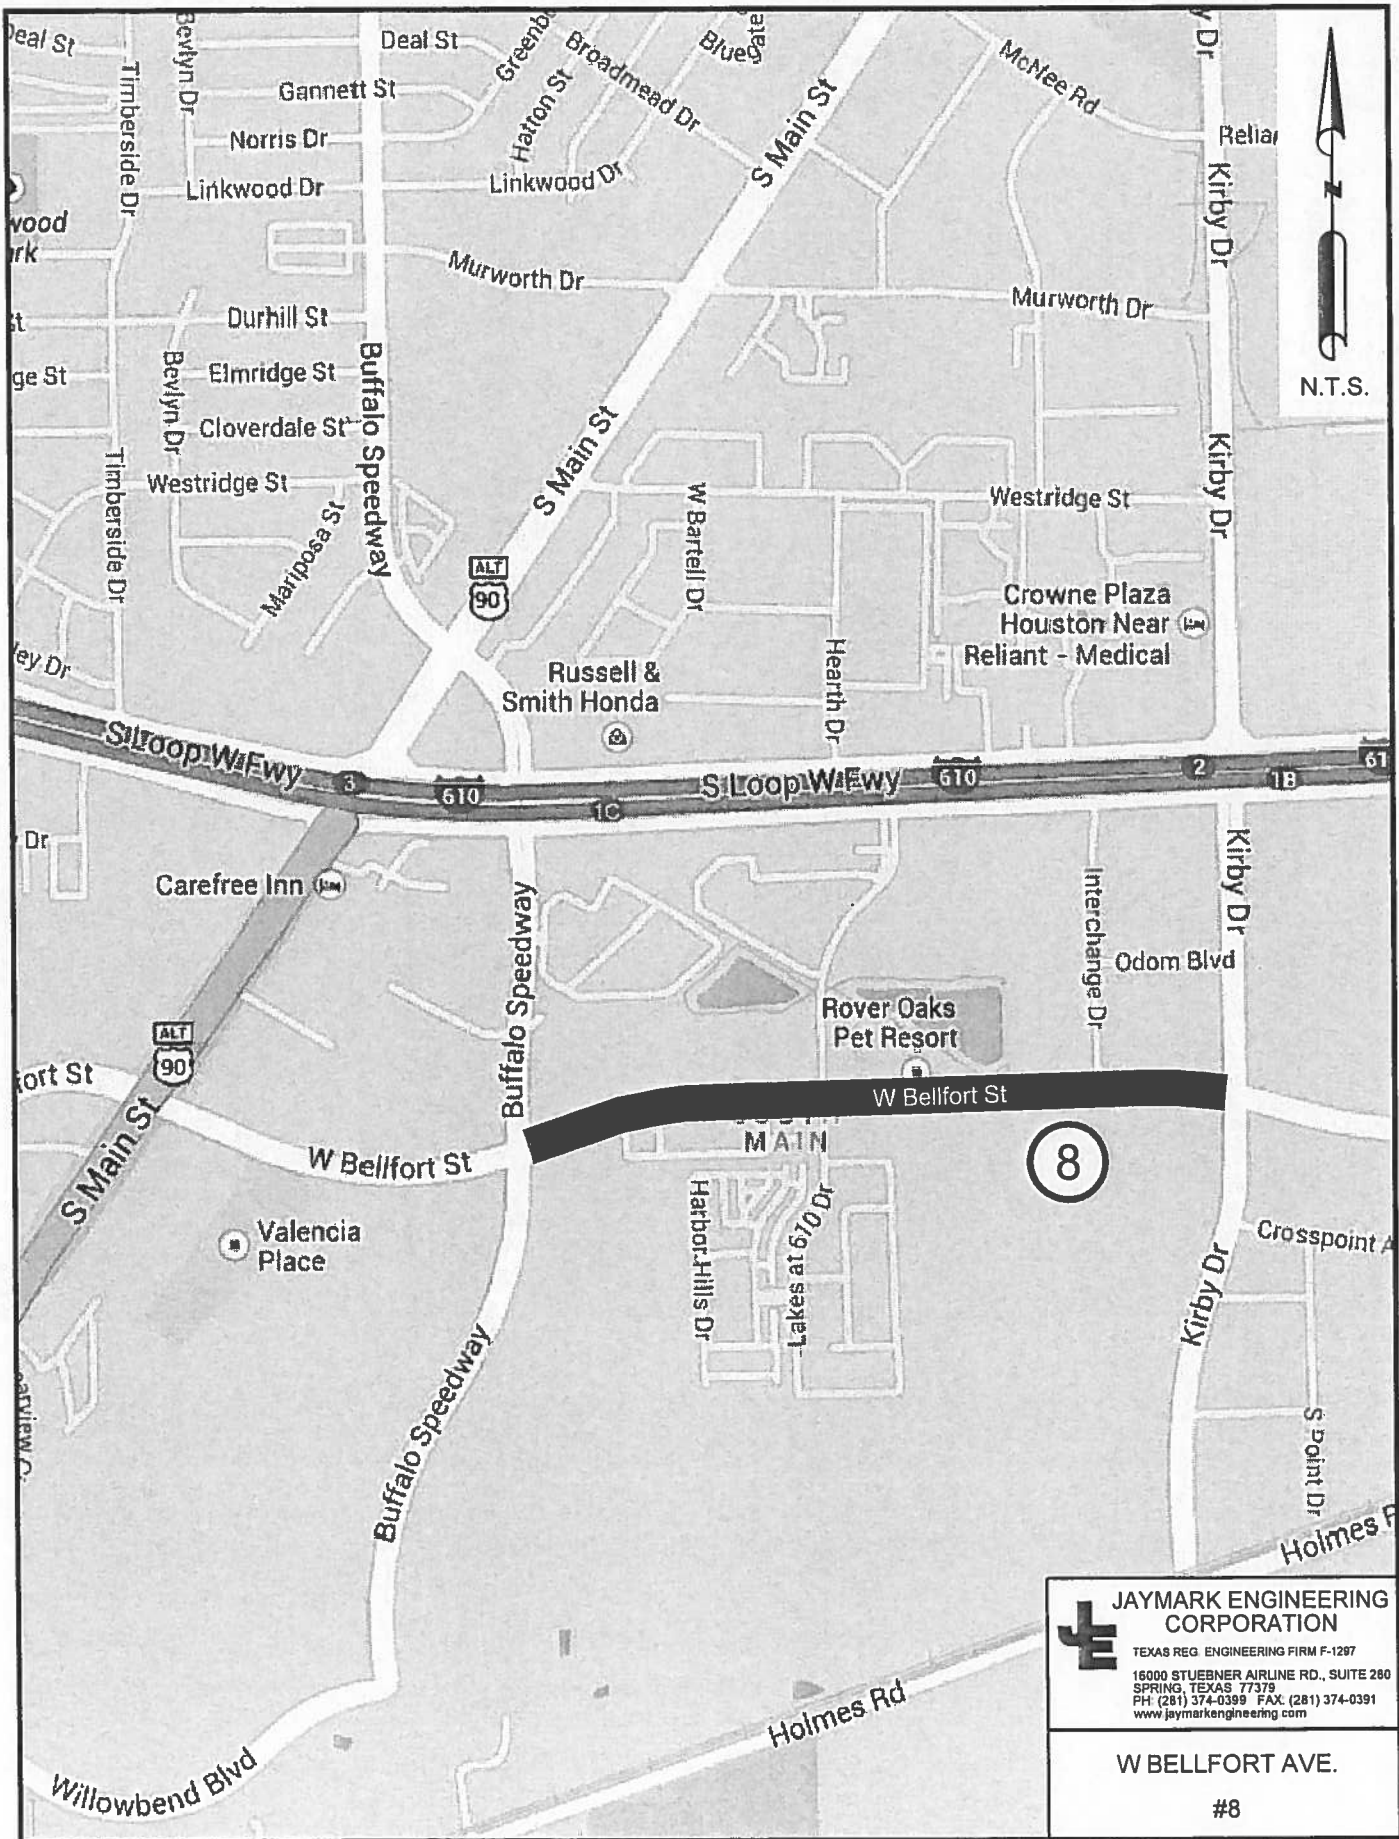 Deal St
Bevlyn Dr
Deal St
Broadmead Dr
McNee Rd
Timberside Dr
Gannett St
Hatton St
S Main St
Norris Dr
Linkwood Dr
Linkwood Dr
Kirby Dr
Z
N.T.S.
Murworth Dr
Murworth Dr
Durhill St
Elmridge St
Bevlyn Dr
Cloverdale St
Buffalo Speedway
S Main St
Kirby Dr
Timberside Dr
Westridge St
Westridge St
Mariposa St
W Bartell Dr
ALT
90
Crowne Plaza
Houston Near
Reliant - Medical
Russell &
Smith Honda
Hearth Dr
S Loop W Fwy
3
610
1C
S Loop W Fwy
610
2
1B
61
Dr
Carefree Inn
Buffalo Speedway
Interchange Dr
Kirby Dr
Odom Blvd
Rover Oaks
Pet Resort
ALT
90
W Bellfort St
MAIN
8
S Main St
W Bellfort St
Valencia
Place
Harbor Hills Dr
Lakes at 610 Dr
Crosspoint A
Kirby Dr
Buffalo Speedway
S Point Dr
Holmes R
Holmes Rd
Willowbend Blvd
JLE
JAYMARK ENGINEERING
CORPORATION
TEXAS REG. ENGINEERING FIRM F-1297
16000 STUEBNER AIRLINE RD., SUITE 280
SPRING, TEXAS 77379
PH: (281) 374-0399 FAX: (281) 374-0391
www.jaymarkengineering.com
W BELLFORT AVE.
#8